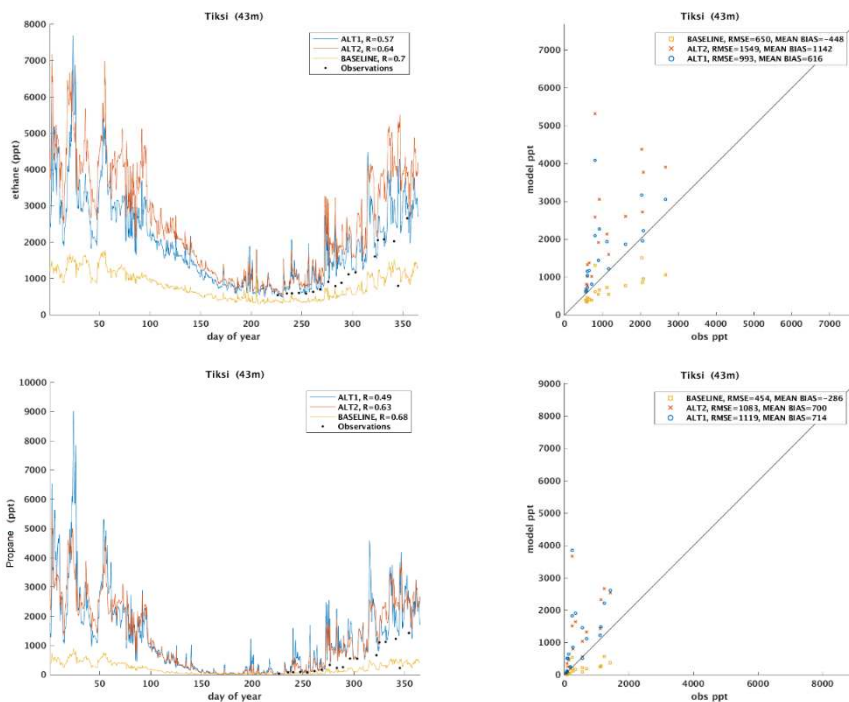 Tiksi (43m)
8000
7000
6000
5000
4000
3000
2000
1000
0
ethane (ppt)
ALT1, R=0.57
ALT2, R=0.64
BASELINE, R=0.7
Observations
50
100
150
200
250
300
350
day of year
Tiksi (43m)
7000
6000
5000
4000
3000
2000
1000
0
model ppt
BASELINE, RMSE=650, MEAN BIAS=-448
ALT2, RMSE=1549, MEAN BIAS=1142
ALT1, RMSE=993, MEAN BIAS=616
0
1000
2000
3000
4000
5000
6000
7000
obs ppt
Tiksi (43m)
10000
9000
8000
7000
6000
5000
4000
3000
2000
1000
0
Propane (ppt)
ALT1, R=0.49
ALT2, R=0.63
BASELINE, R=0.68
Observations
50
100
150
200
250
300
350
day of year
Tiksi (43m)
9000
8000
7000
6000
5000
4000
3000
2000
1000
0
model ppt
BASELINE, RMSE=454, MEAN BIAS=-286
ALT2, RMSE=1083, MEAN BIAS=700
ALT1, RMSE=1119, MEAN BIAS=714
0
2000
4000
6000
8000
obs ppt